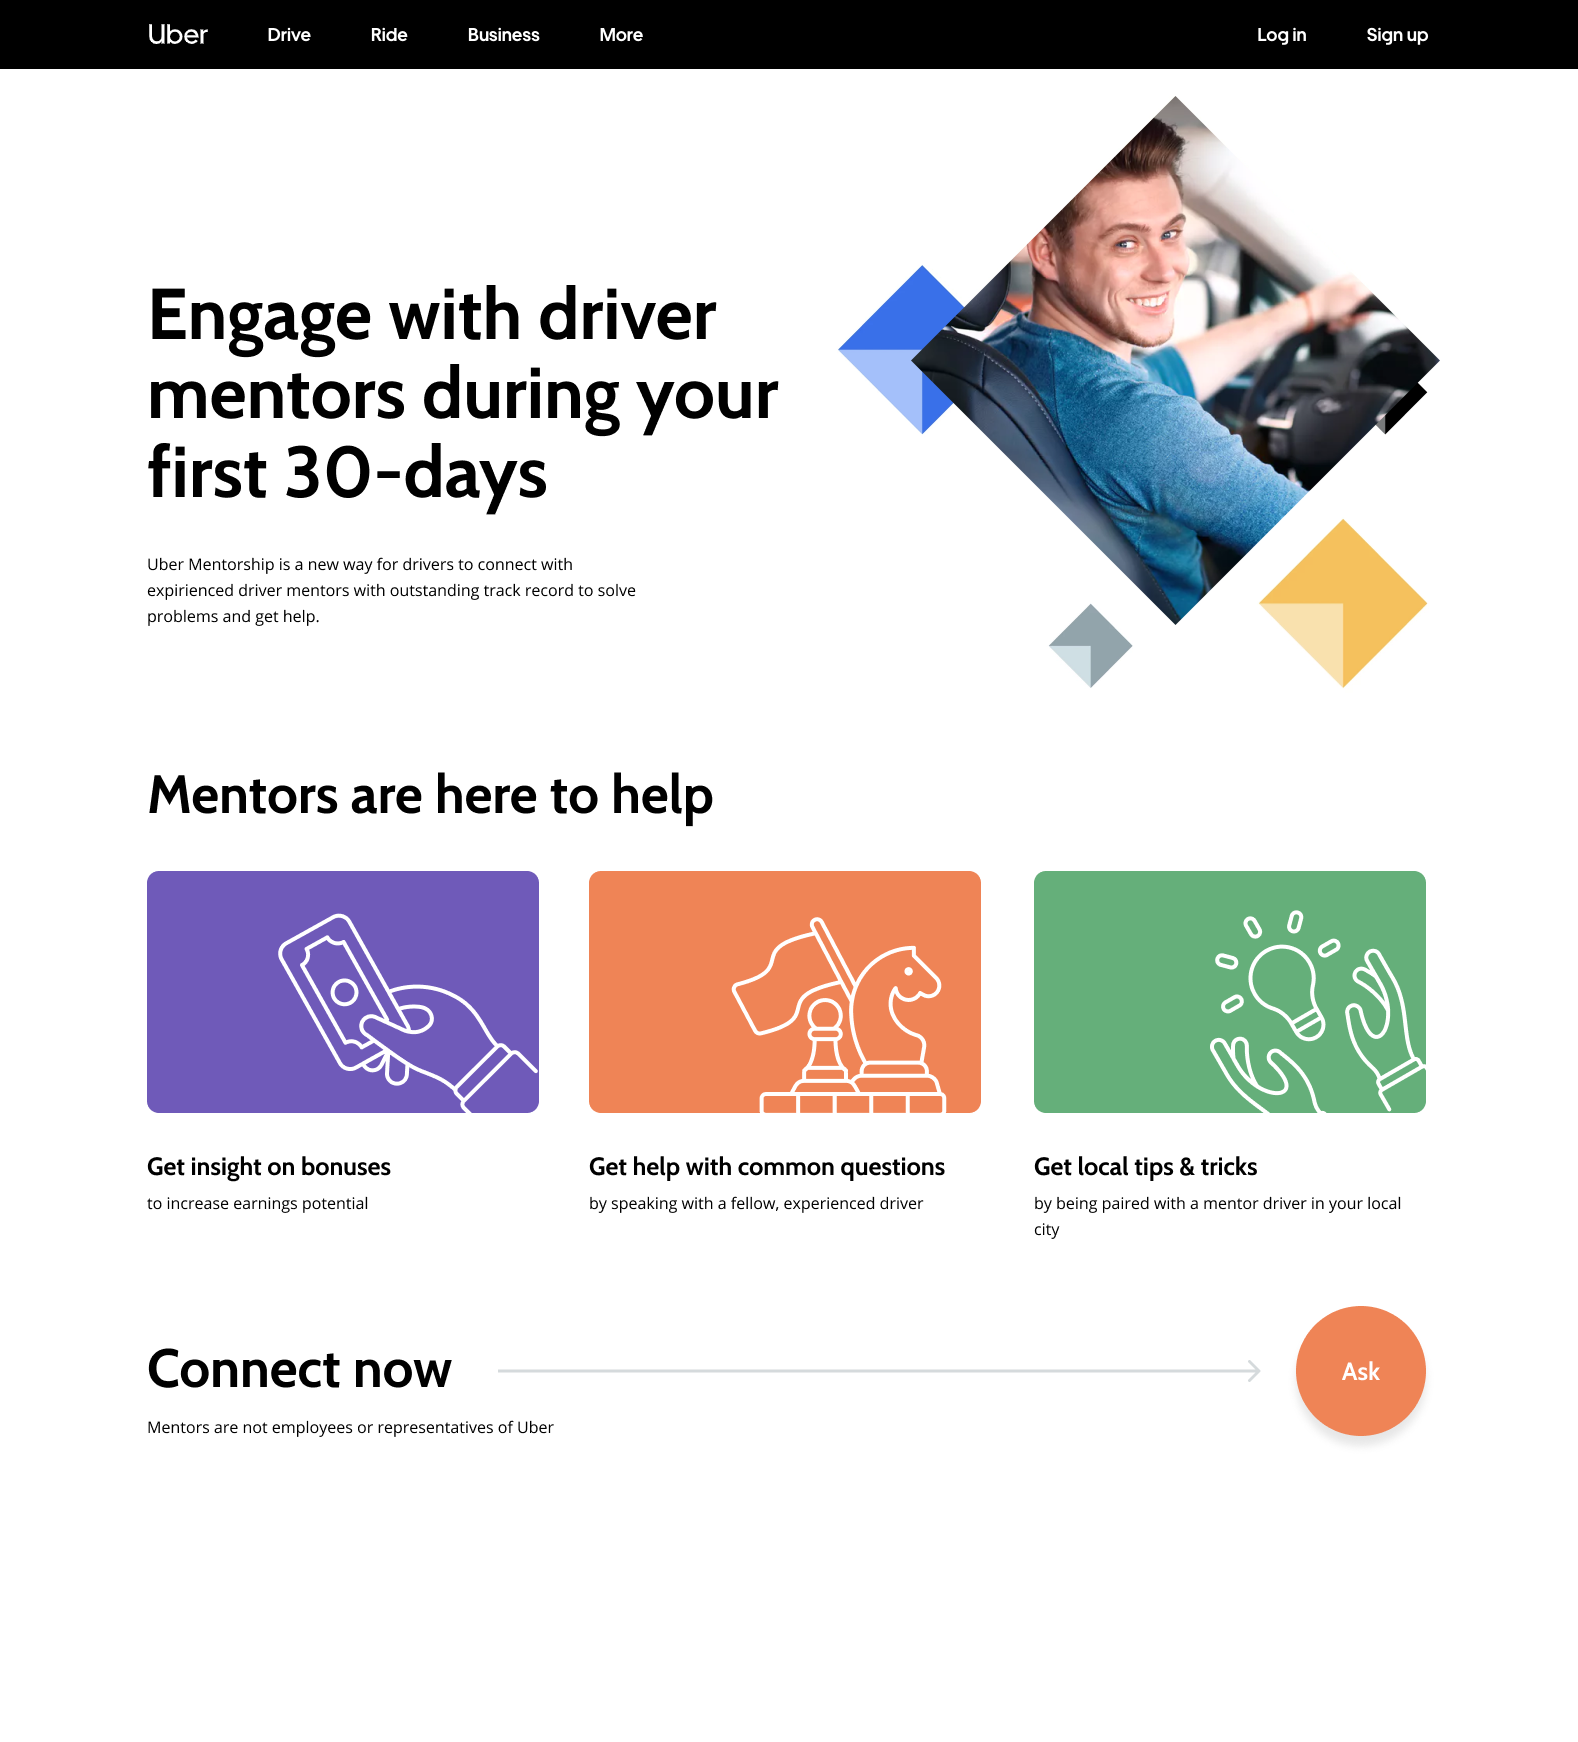 Uber Drive Ride Business More Log in Sign up
Engage with driver
mentors during your
first 30-days
Uber Mentorship is a new way for drivers to connect with
expirienced driver mentors with outstanding track record to solve
problems and get help.
Mentors are here to help
Get insight on bonuses
to increase earnings potential
Get help with common questions
by speaking with a fellow, experienced driver
Get local tips & tricks
by being paired with a mentor driver in your local
city
Connect now
Ask
Mentors are not employees or representatives of Uber